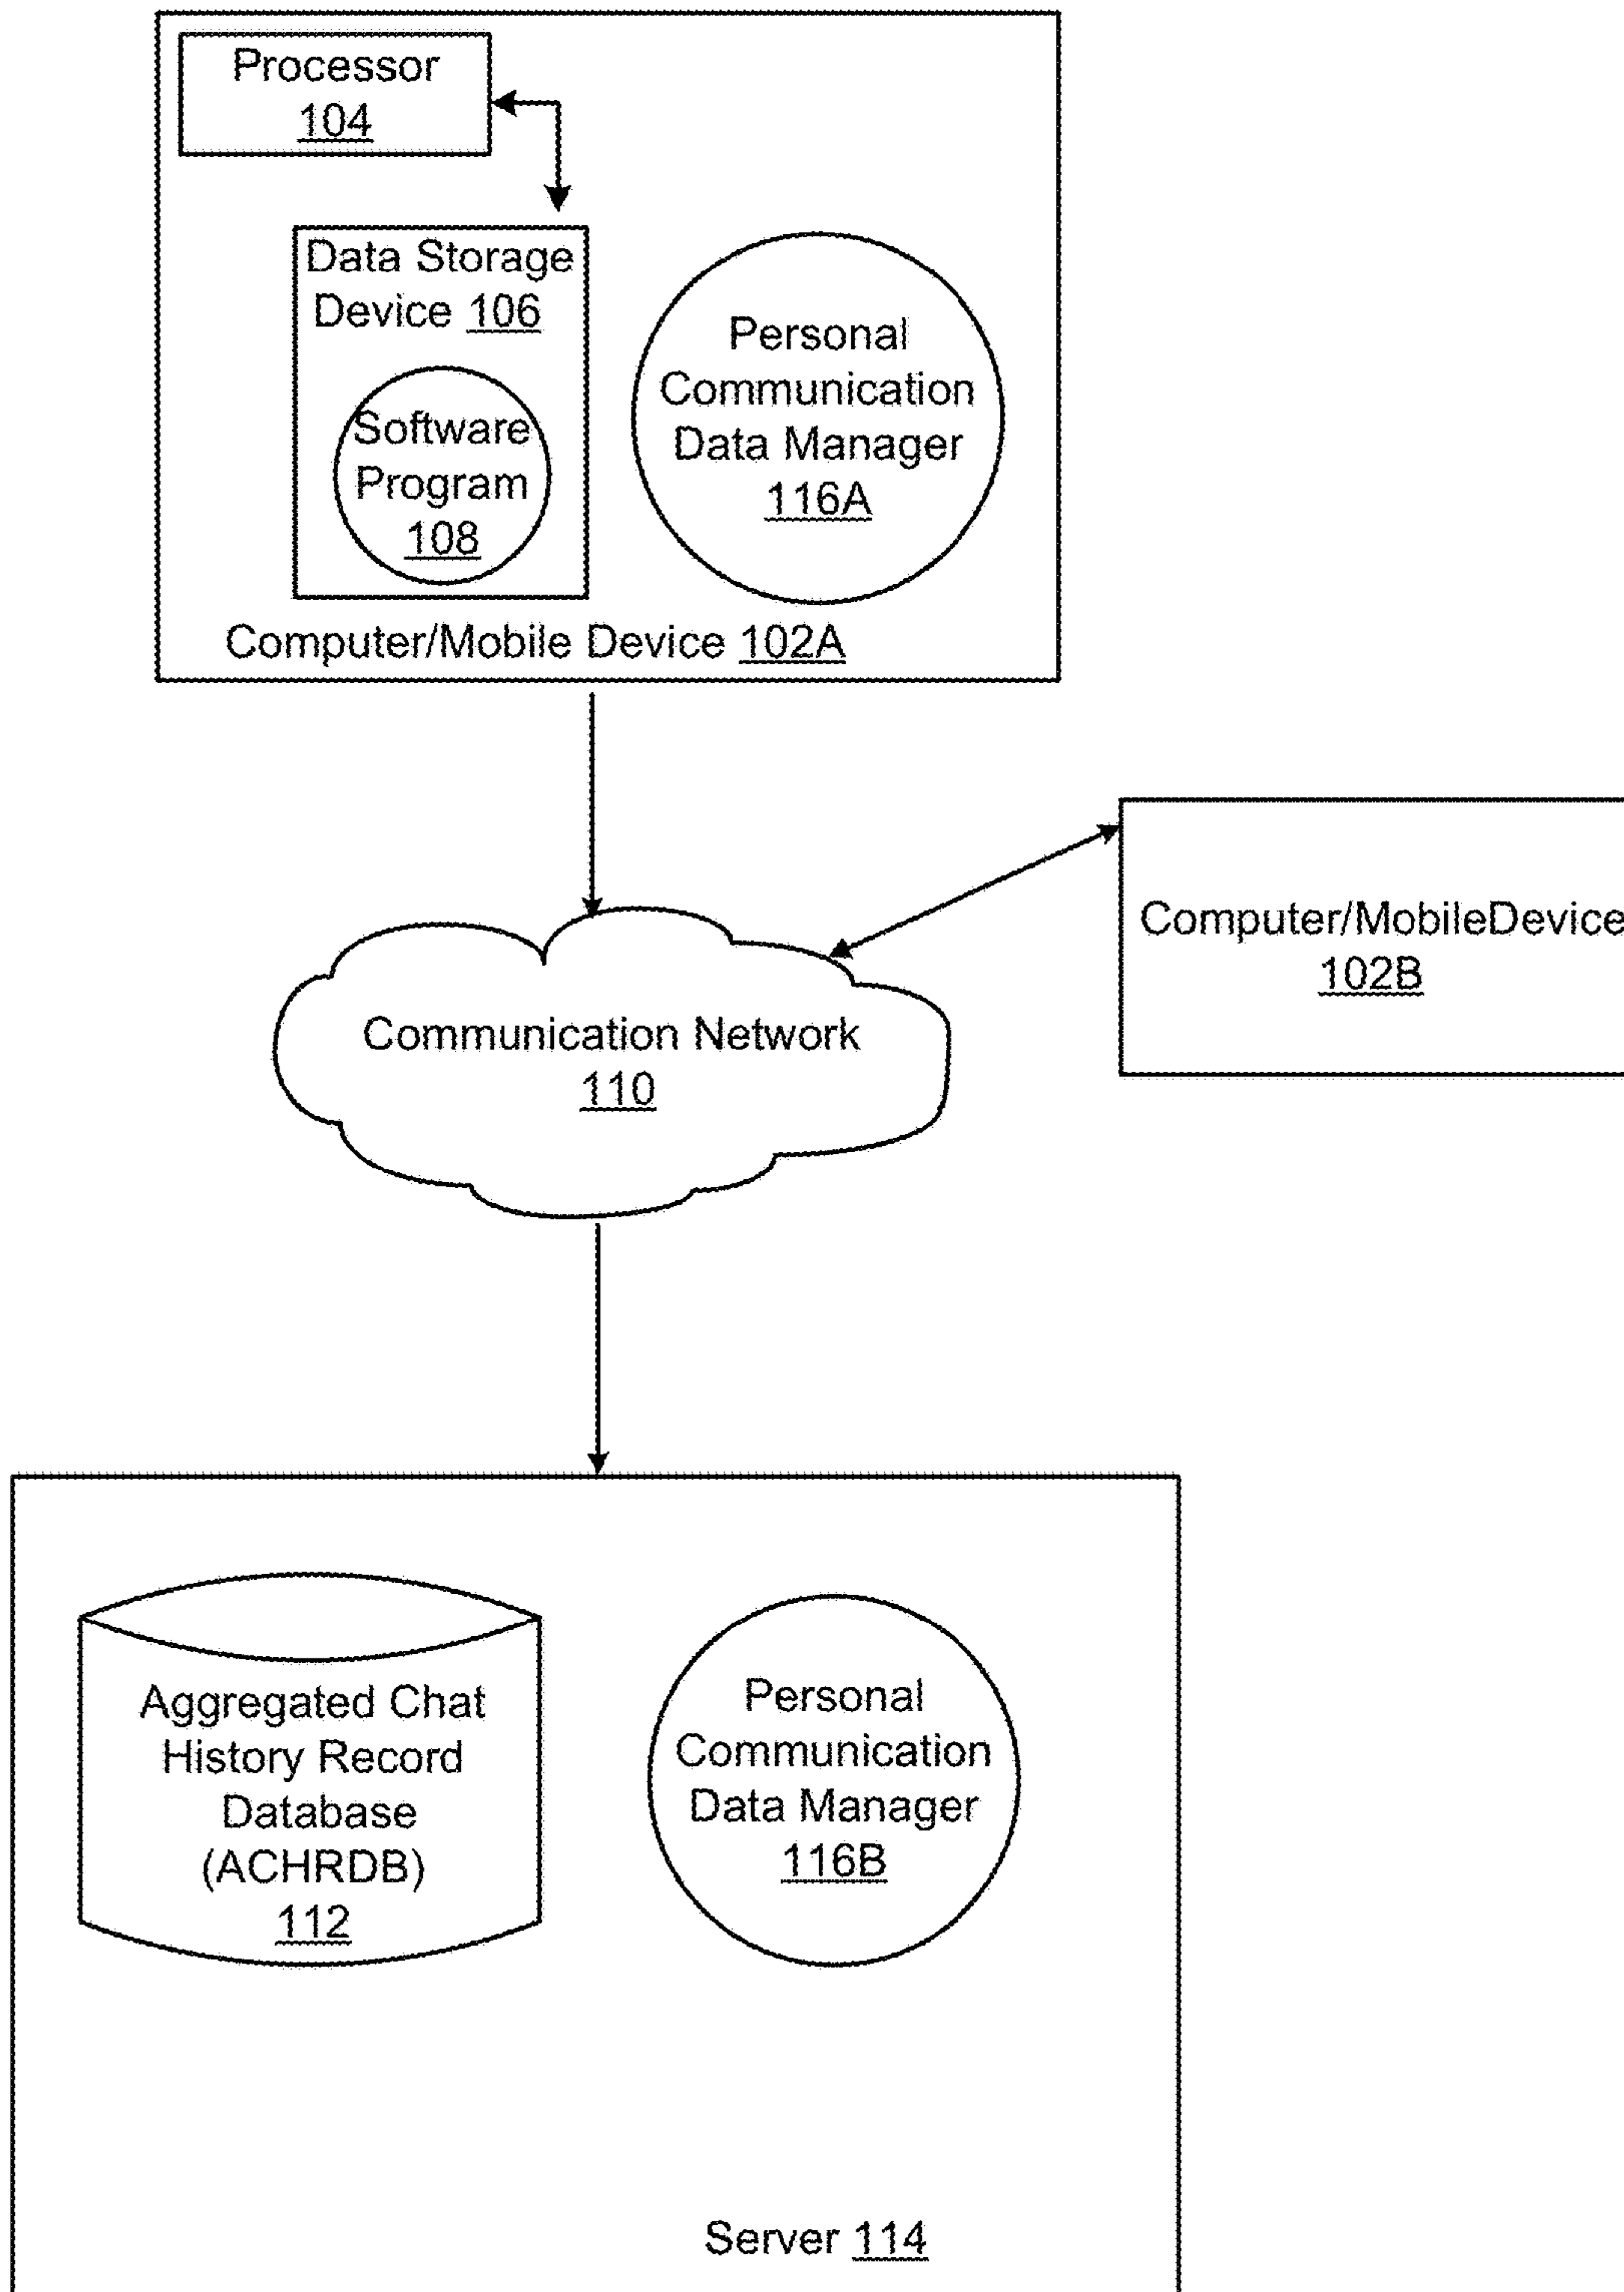 Processor
104
Data Storage
Device 106
Software
Program
108
Personal
Communication
Data Manager
116A
Computer/Mobile Device 102A
Computer/MobileDevice
102B
Communication Network
110
Aggregated Chat
History Record
Database
(ACHRDB)
112
Personal
Communication
Data Manager
116B
Server 114